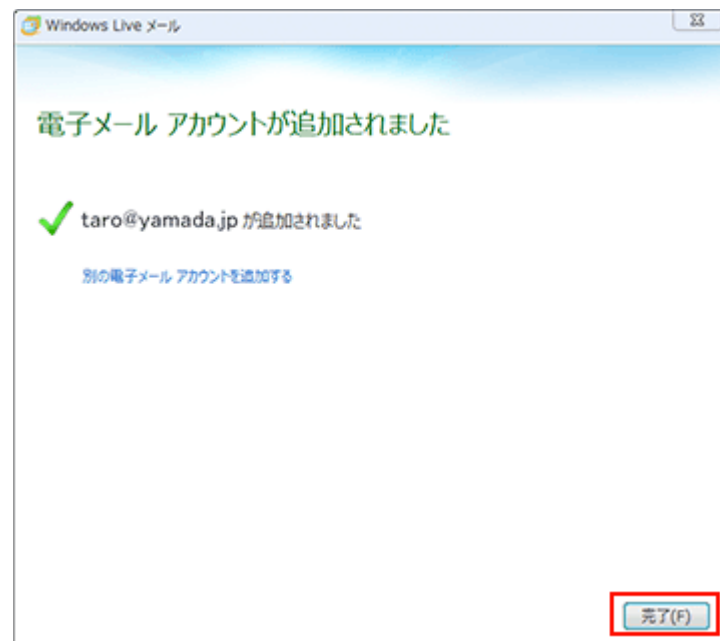 Windows Live メール
電子メール アカウントが追加されました
taro@yamada.jp が追加されました
別の電子メール アカウントを追加する
完了(F)